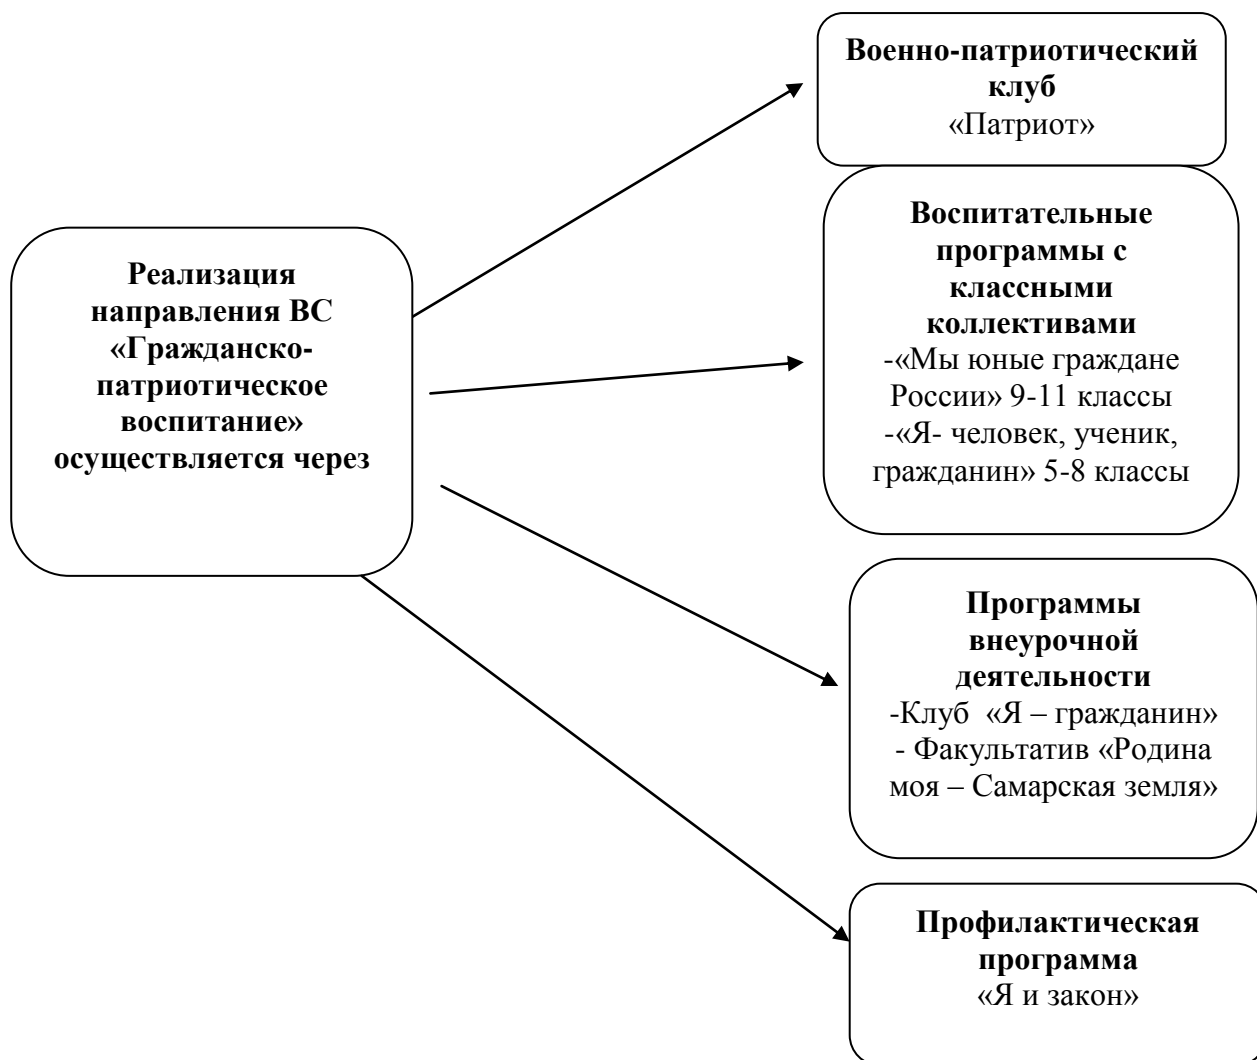 Реализация
направления ВС
«Гражданско-
патриотическое
воспитание»
осуществляется через
Военно-патриотический
клуб
«Патриот»
Воспитательные
программы с
классными
коллективами
-«Мы юные граждане
России» 9-11 классы
-«Я- человек, ученик,
гражданин» 5-8 классы
Программы
внеурочной
деятельности
-Клуб «Я – гражданин»
- Факультатив «Родина
моя – Самарская земля»
Профилактическая
программа
«Я и закон»